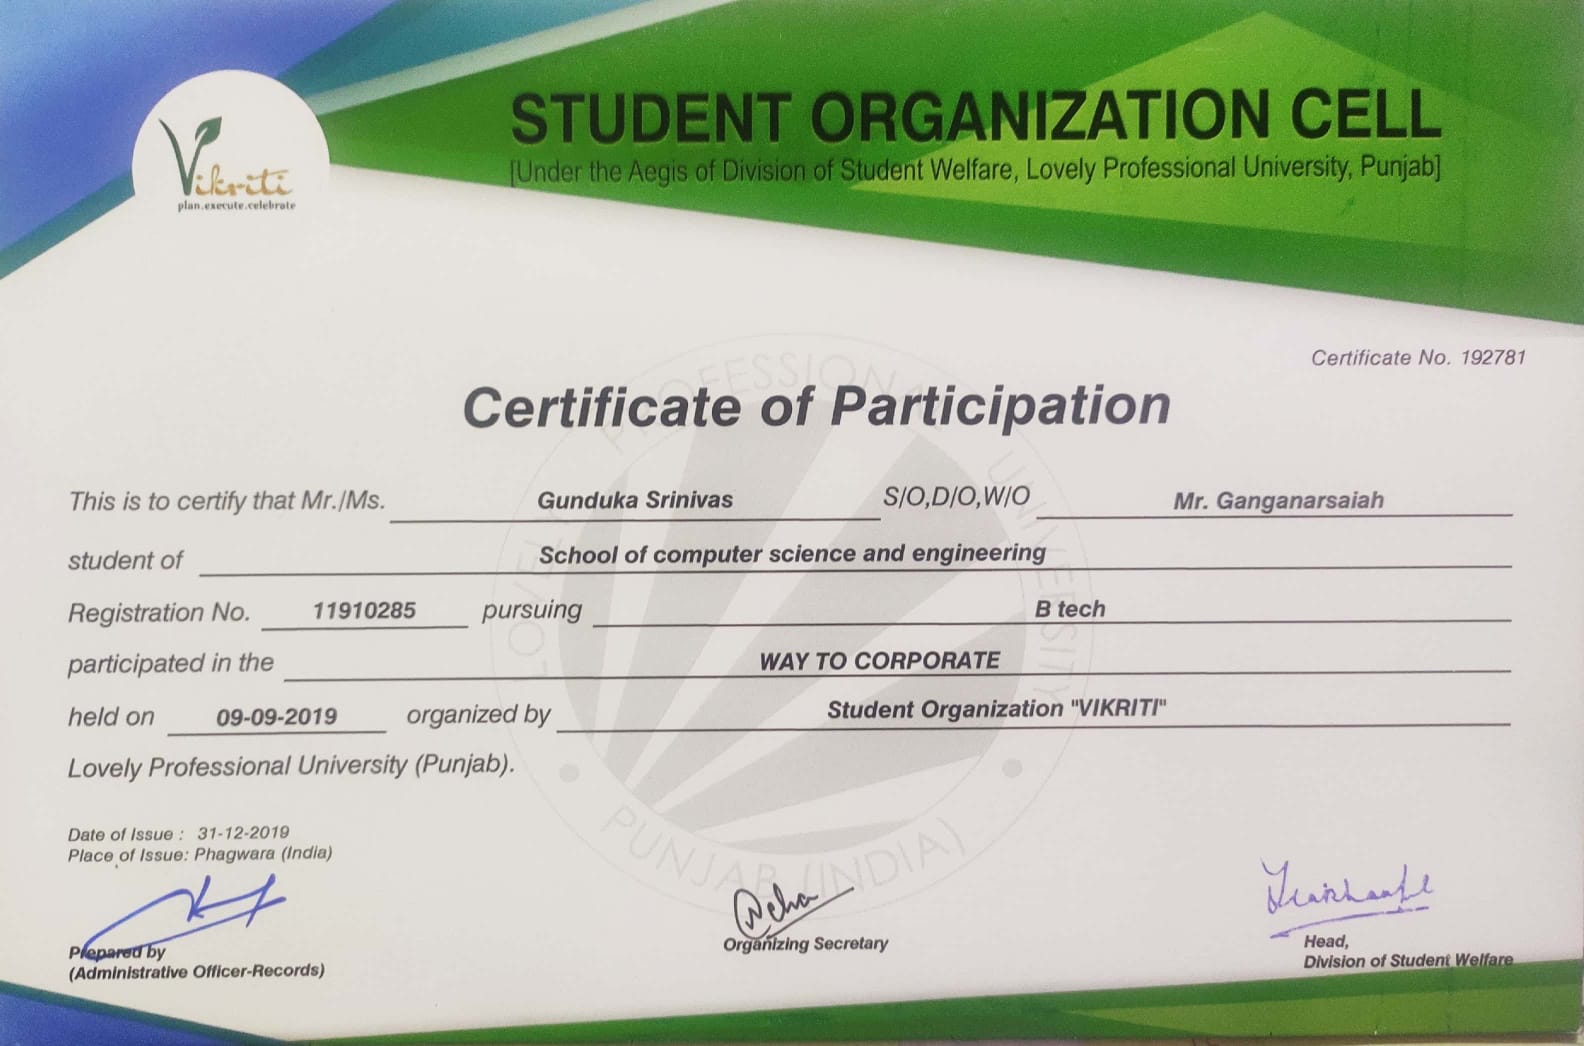 Vikriti
plan.execute.celebrate
STUDENT ORGANIZATION CELL
[Under the Aegis of Division of Student Welfare, Lovely Professional University, Punjab]
Certificate No. 192781
Certificate of Participation
This is to certify that Mr./Ms. Gunduka Srinivas S/O,D/O,W/O Mr. Ganganarsaiah
student of School of computer science and engineering
Registration No. 11910285 pursuing B tech
participated in the WAY TO CORPORATE
held on 09-09-2019 organized by Student Organization "VIKRITI"
Lovely Professional University (Punjab).
LOVELY PROFESSIONAL UNIVERSITY
PUNJAB (INDIA)
Date of Issue : 31-12-2019
Place of Issue: Phagwara (India)
Prepared by
(Administrative Officer-Records)
Organizing Secretary
Head,
Division of Student Welfare